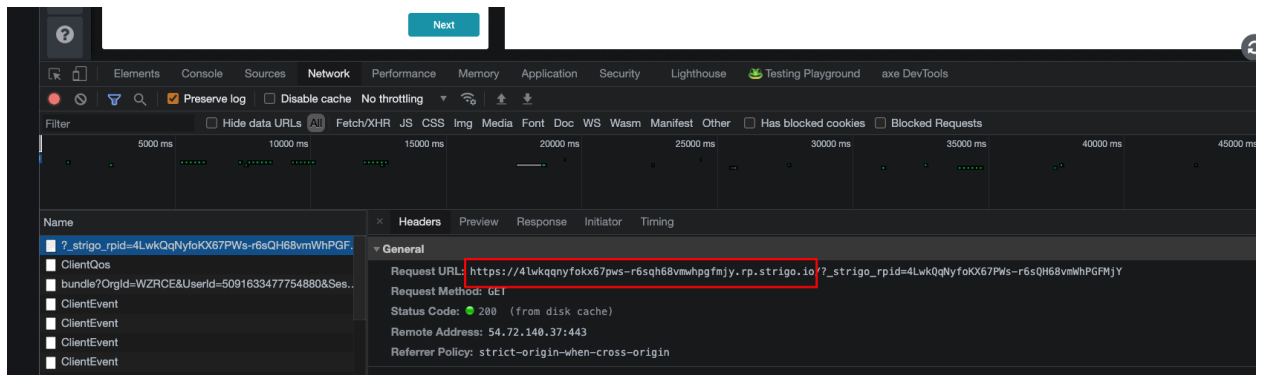 Next
Elements Console Sources Network Performance Memory Application Security Lighthouse Testing Playground axe DevTools
Preserve log Disable cache No throttling
Filter Hide data URLs All Fetch/XHR JS CSS Img Media Font Doc WS Wasm Manifest Other Has blocked cookies Blocked Requests
5000 ms 10000 ms 15000 ms 20000 ms 25000 ms 30000 ms 35000 ms 40000 ms 45000 ms
Name × Headers Preview Response Initiator Timing
?_strigo_rpid=4LwkQqNyfoKX67PWs-r6sQH68vmWhPGF.
General
ClientQos
Request URL: https://4lwkqqnyfokx67pws-r6sqh68vmwhpgfmjy.rp.strigo.io/?_strigo_rpid=4LwkQqNyfoKX67PWs-r6sQH68vmWhPGFMjY
bundle?OrgId=WZRCE&UserId=5091633477754880&Ses..
Request Method: GET
ClientEvent
Status Code: 200 (from disk cache)
ClientEvent
Remote Address: 54.72.140.37:443
ClientEvent
Referrer Policy: strict-origin-when-cross-origin
ClientEvent